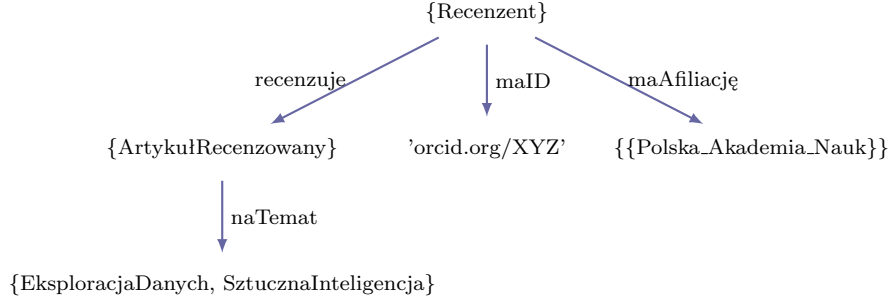 {Recenzent}
recenzuje
maID
maAfiliację
{ArtykułRecenzowany}
'orcid.org/XYZ'
{{Polska_Akademia_Nauk}}
naTemat
{EksploracjaDanych, SztucznaInteligencja}